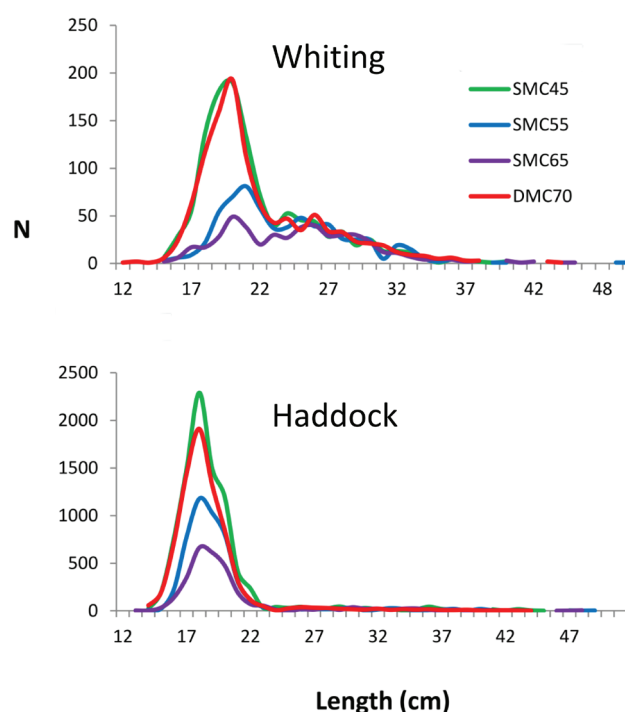 Whiting
250
200
150
100
50
0
N
12 17 22 27 32 37 42 48
SMC45
SMC55
SMC65
DMC70
Haddock
2500
2000
1500
1000
500
0
12 17 22 27 32 37 42 47
Length (cm)